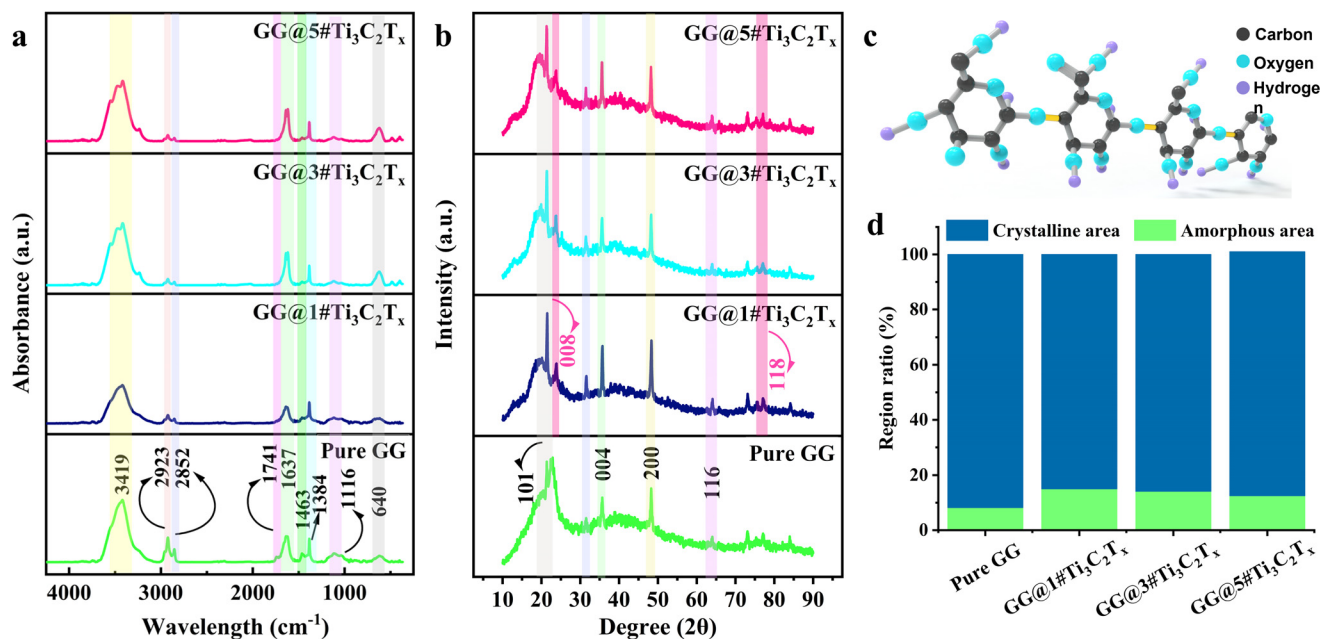 a
GG@5#Ti₃C₂Tₓ
GG@3#Ti₃C₂Tₓ
GG@1#Ti₃C₂Tₓ
Pure GG
3419
2923
2852
1741
1637
1463
1384
1116
640
Absorbance (a.u.)
4000 3000 2000 1000
Wavelength (cm⁻¹)
b
GG@5#Ti₃C₂Tₓ
GG@3#Ti₃C₂Tₓ
GG@1#Ti₃C₂Tₓ
008
118
Pure GG
101
004
200
116
Intensity (a.u.)
10 20 30 40 50 60 70 80 90
Degree (2θ)
c
Carbon
Oxygen
Hydroge
n
d
Crystalline area Amorphous area
100
80
60
40
20
0
Region ratio (%)
Pure GG
GG@1#Ti₃C₂Tₓ
GG@3#Ti₃C₂Tₓ
GG@5#Ti₃C₂Tₓ